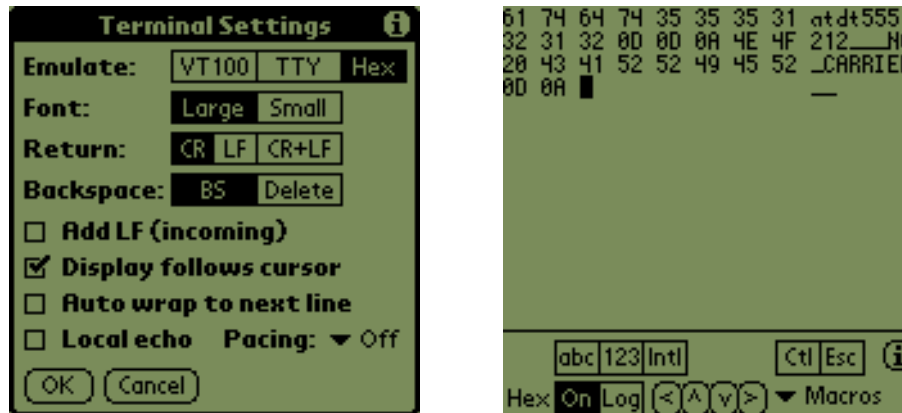 Terminal Settings i
Emulate: VT100 TTY Hex
Font: Large Small
Return: CR LF CR+LF
Backspace: BS Delete
Add LF (incoming)
Display follows cursor
Auto wrap to next line
Local echo Pacing: Off
OK Cancel
61 74 64 74 35 35 35 31 atdt555
32 31 32 0D 0D 0A 4E 4F 212___N
20 43 41 52 52 49 45 52 _CARRIE
0D 0A __
abc 123 Intl Ctl Esc i
Hex On Log < ^ v > Macros